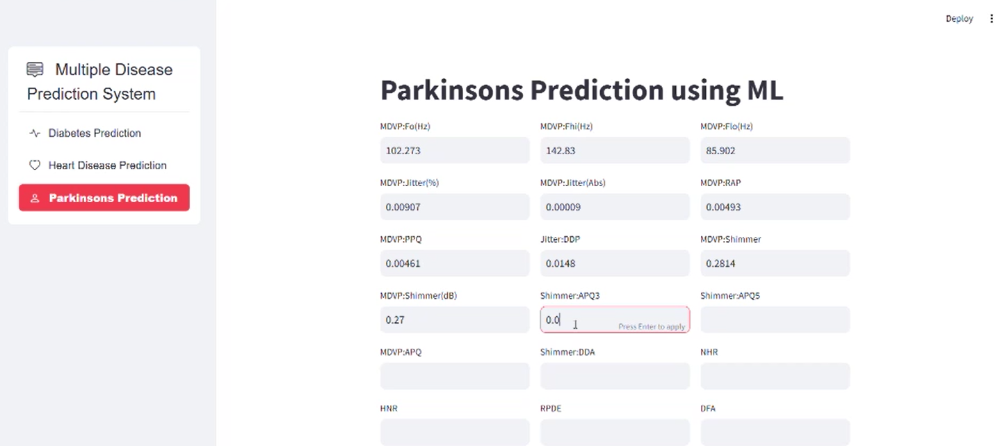 Deploy
Multiple Disease
Prediction System
Diabetes Prediction
Heart Disease Prediction
Parkinsons Prediction
Parkinsons Prediction using ML
MDVP:Fo(Hz) MDVP:Fhi(Hz) MDVP:Flo(Hz)
102.273 142.83 85.902
MDVP:Jitter(%) MDVP:Jitter(Abs) MDVP:RAP
0.00907 0.00009 0.00493
MDVP:PPQ Jitter:DDP MDVP:Shimmer
0.00461 0.0148 0.2814
MDVP:Shimmer(dB) Shimmer:APQ3 Shimmer:APQ5
0.27 0.0 Press Enter to apply
MDVP:APQ Shimmer:DDA NHR
HNR RPDE DFA